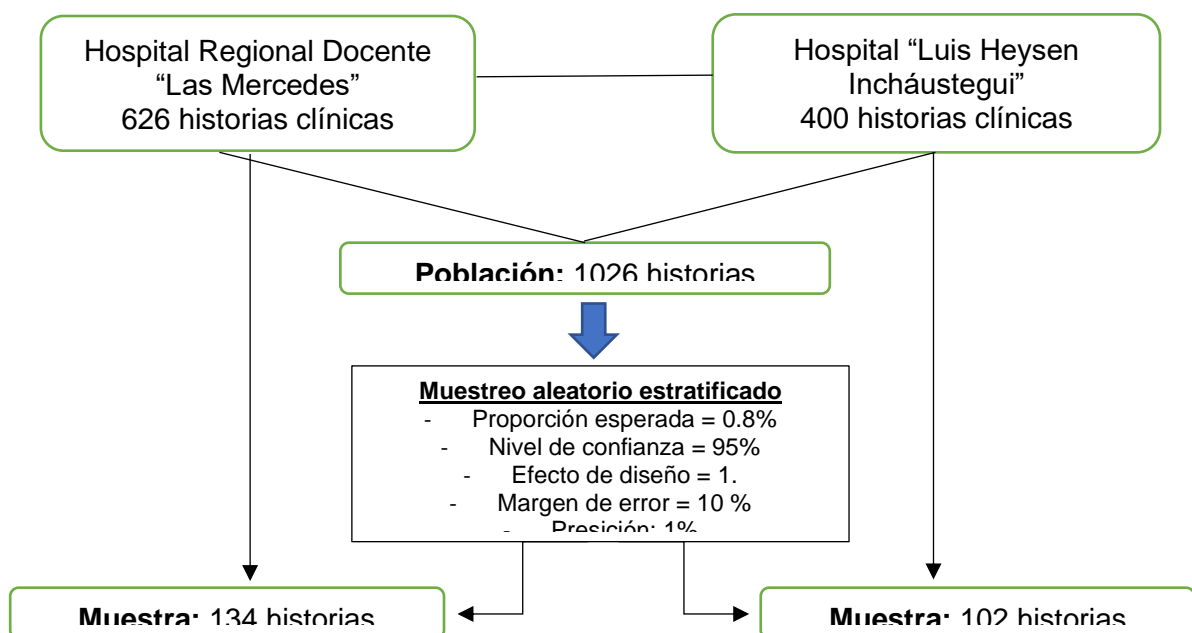 Hospital Regional Docente
“Las Mercedes”
626 historias clínicas
Hospital “Luis Heysen
Incháustegui”
400 historias clínicas
Población: 1026 historias
Muestreo aleatorio estratificado
- Proporción esperada = 0.8%
- Nivel de confianza = 95%
- Efecto de diseño = 1.
- Margen de error = 10 %
- Presición: 1%
Muestra: 134 historias
Muestra: 102 historias